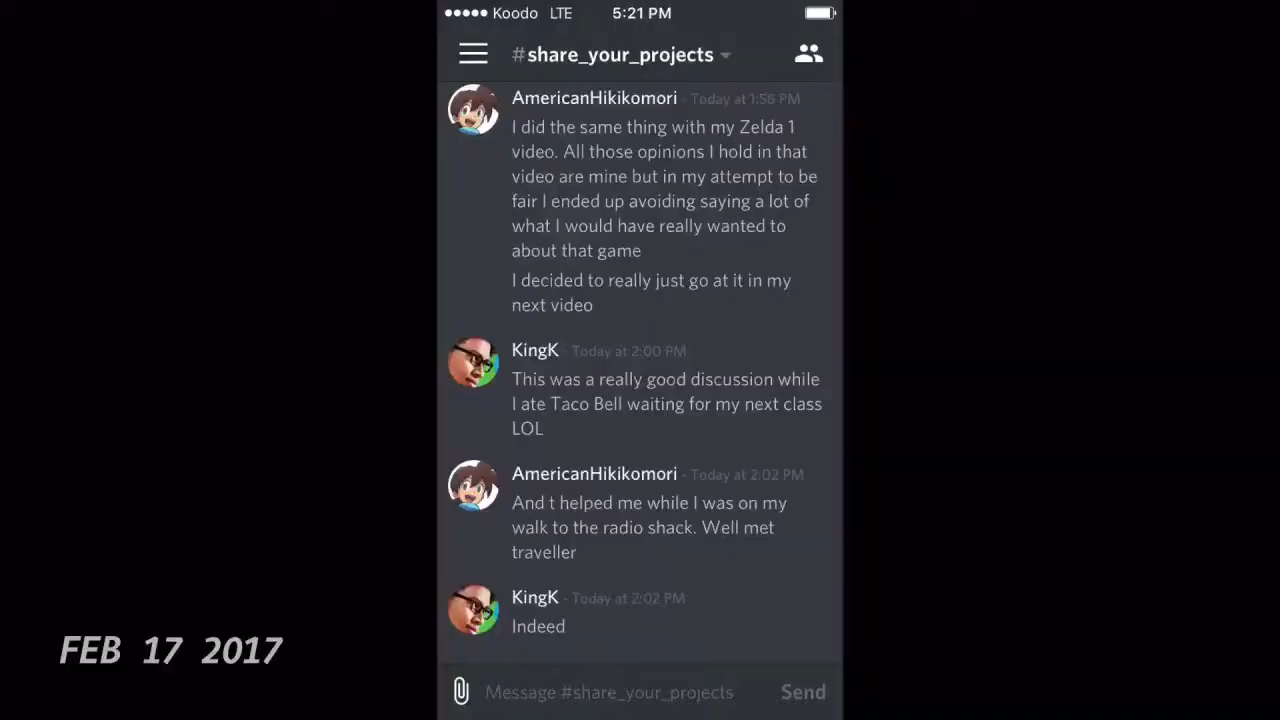 Koodo LTE 5:21 PM
#share_your_projects
AmericanHikikomori - Today at 1:56 PM
I did the same thing with my Zelda 1
video. All those opinions I hold in that
video are mine but in my attempt to be
fair I ended up avoiding saying a lot of
what I would have really wanted to
about that game
I decided to really just go at it in my
next video
KingK - Today at 2:00 PM
This was a really good discussion while
I ate Taco Bell waiting for my next class
LOL
AmericanHikikomori - Today at 2:02 PM
And t helped me while I was on my
walk to the radio shack. Well met
traveller
KingK - Today at 2:02 PM
Indeed
FEB 17 2017
Message #share_your_projects Send